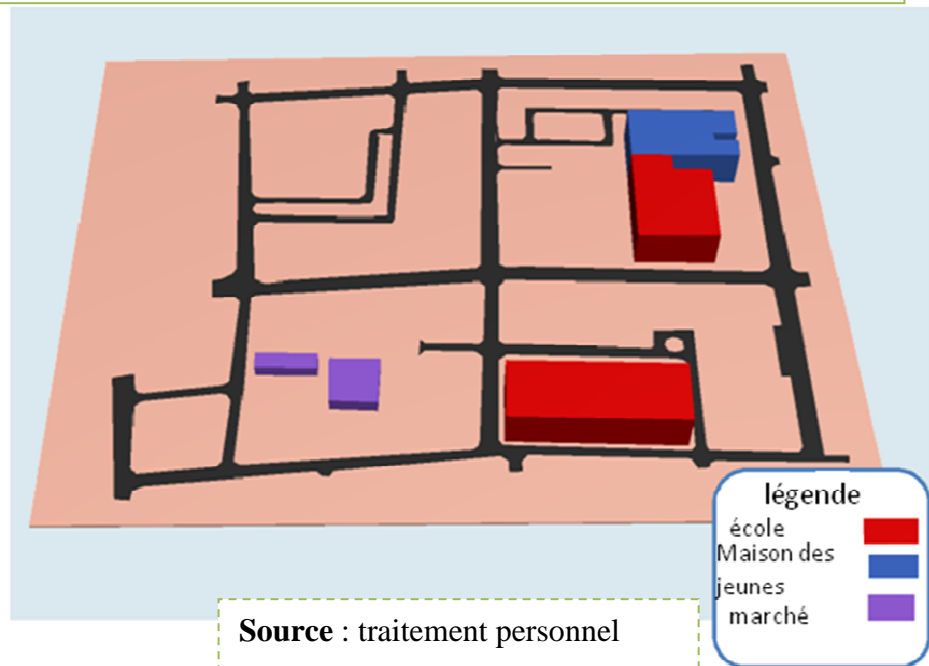 légende
école
Maison des
jeunes
marché
Source : traitement personnel